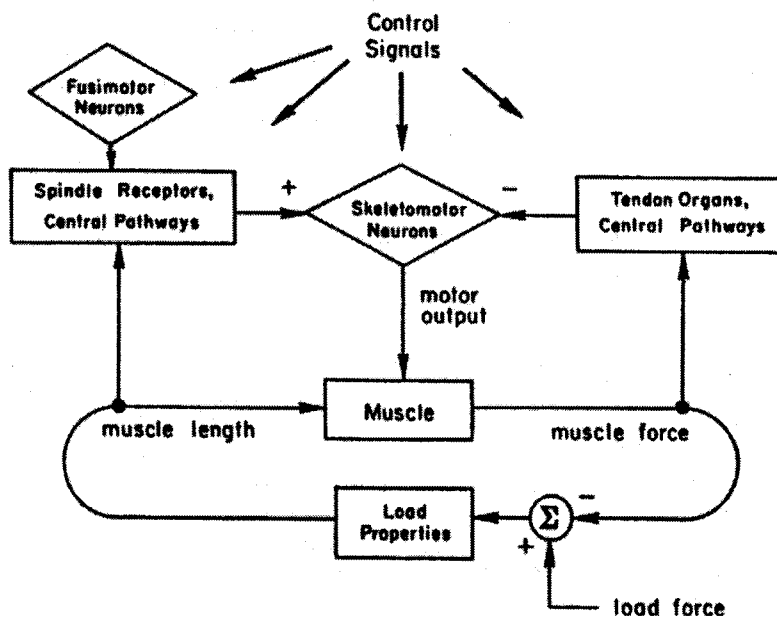 Control
Signals
Fusimotor
Neurons
Spindle Receptors,
Central Pathways
+
Skeletomotor
Neurons
−
Tendon Organs,
Central Pathways
motor
output
Muscle
muscle length
muscle force
Load
Properties
Σ
−
+
load force